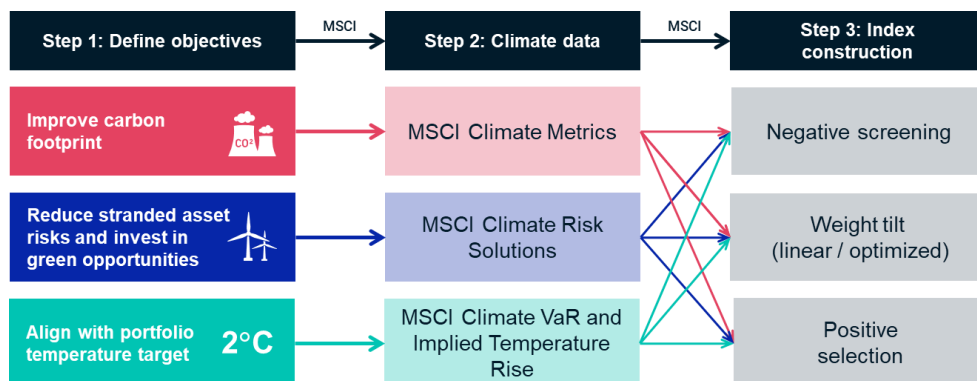 Step 1: Define objectives
MSCI
Step 2: Climate data
MSCI
Step 3: Index
construction
Improve carbon
footprint
CO²
MSCI Climate Metrics
Negative screening
Reduce stranded asset
risks and invest in
green opportunities
MSCI Climate Risk
Solutions
Weight tilt
(linear / optimized)
Align with portfolio
temperature target
2°C
MSCI Climate VaR and
Implied Temperature
Rise
Positive
selection